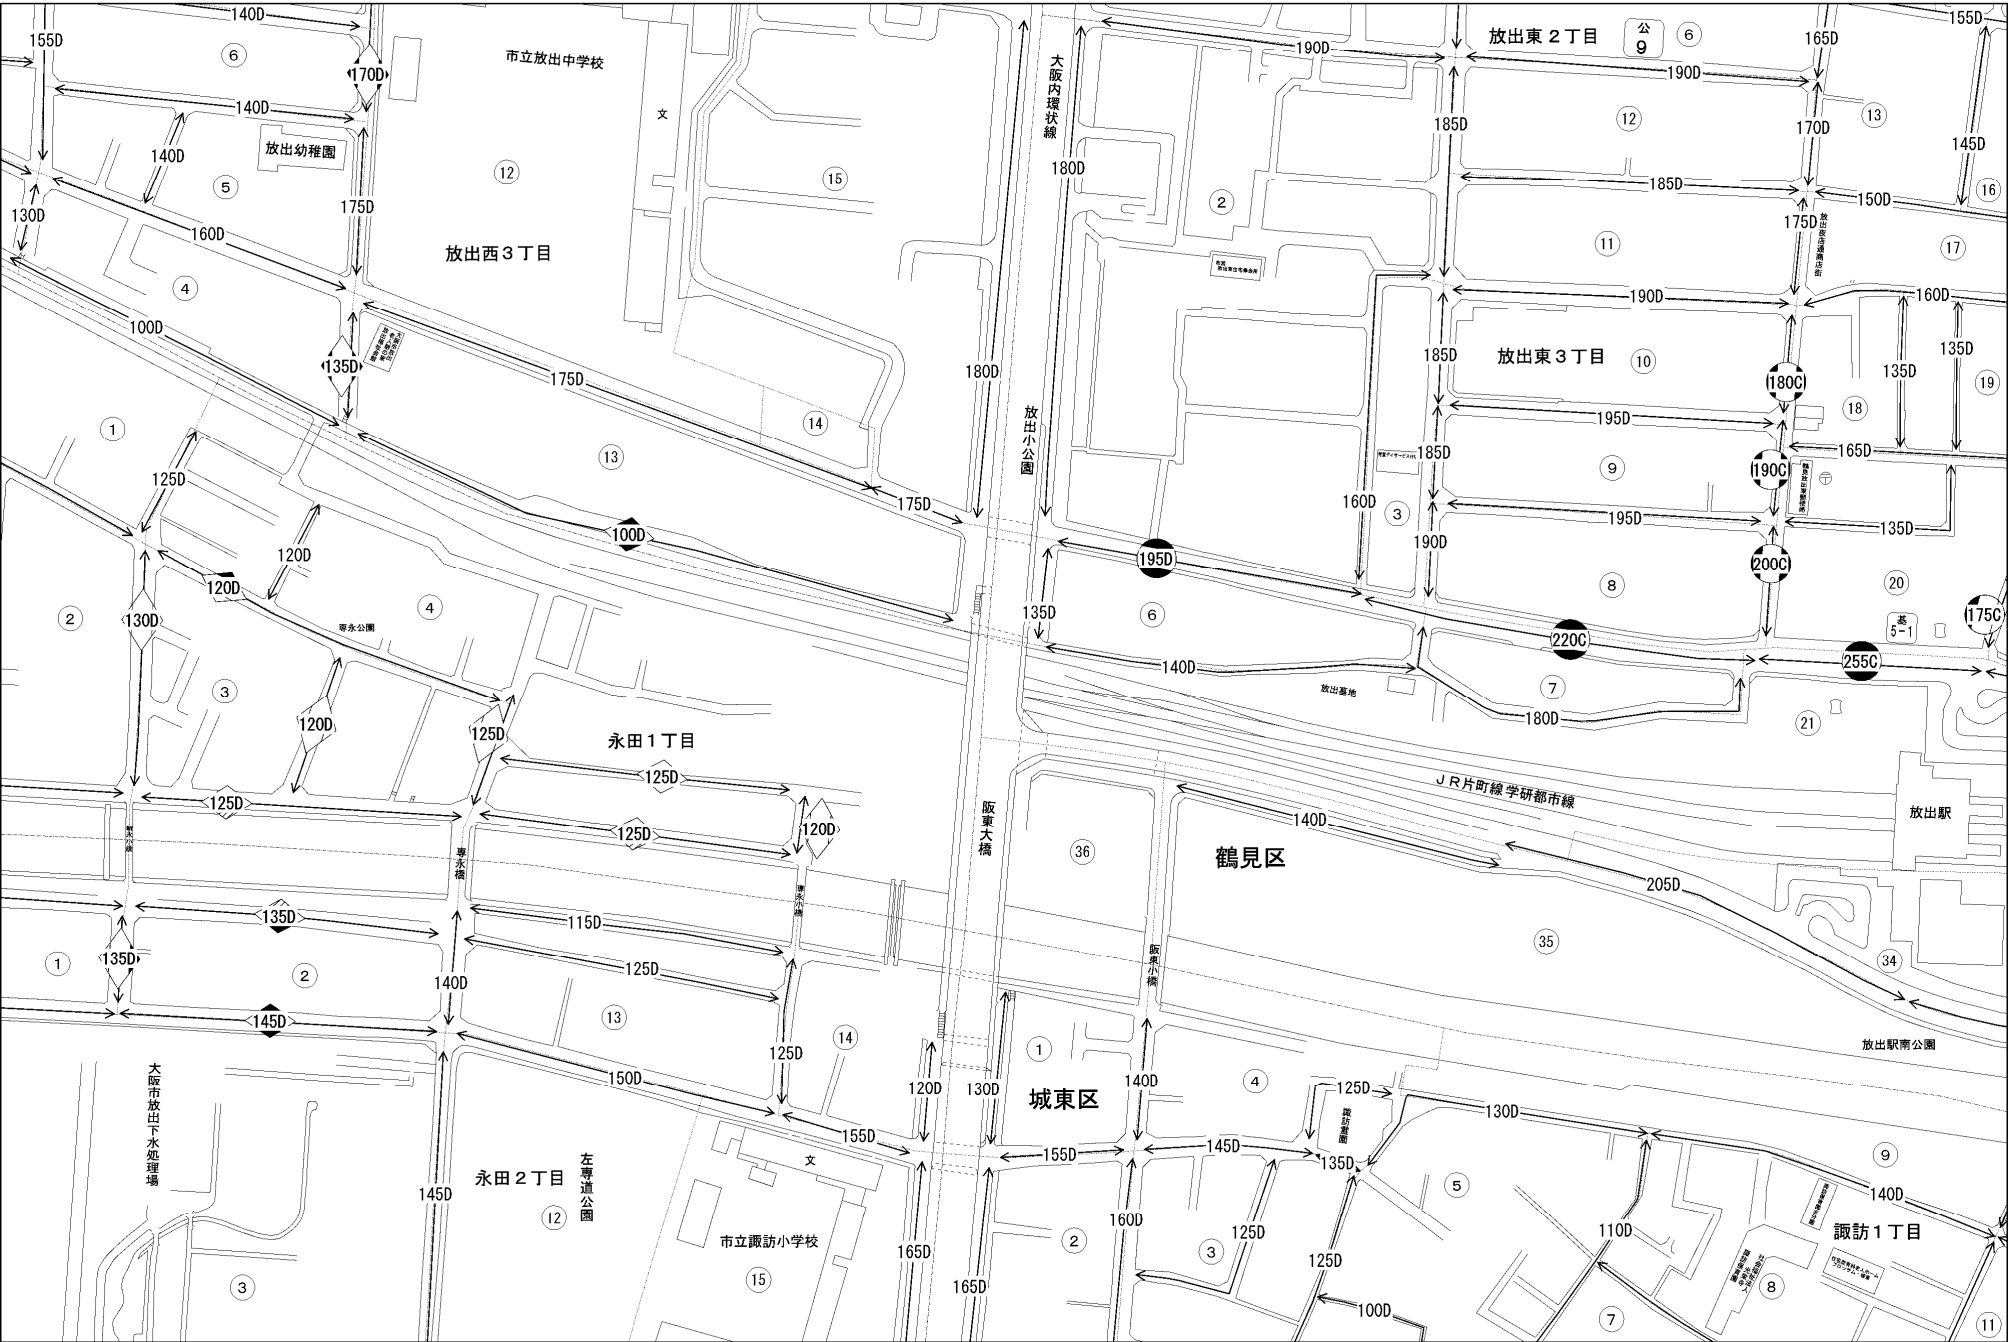 140D
155D
⑥
170D
市立放出中学校
文
大阪内環状線
190D
放出東2丁目
公
9
⑥
165D
155D
190D
140D
140D
放出幼稚園
⑤
⑫
⑮
180D
②
185D
⑫
170D
⑬
145D
185D
150D
⑯
130D
160D
175D
放出西3丁目
⑪
175D
⑰
④
100D
190D
160D
135D
175D
180D
185D
放出東3丁目
⑩
180C
135D
135D
⑲
放出小公園
⑭
195D
⑱
①
⑬
185D
⑨
190C
165D
125D
175D
160D
③
195D
135D
100D
190D
120D
195D
200C
120D
⑧
⑳
②
130D
④
専永公園
135D
⑥
220C
基
5-1
175C
255C
140D
放出墓地
⑦
180D
㉑
③
120D
125D
永田1丁目
125D
JR片町線学研都市線
放出駅
125D
125D
120D
阪東大橋
140D
専永橋
㊱
鶴見区
205D
135D
115D
125D
①
135D
②
140D
阪東小橋
㉟
㉞
145D
⑬
125D
⑭
放出駅南公園
大阪市放出下水処理場
150D
120D
130D
①
城東区
140D
④
125D
諏訪公園
130D
155D
155D
145D
135D
⑤
⑨
145D
永田2丁目
⑫
左専道公園
文
市立諏訪小学校
⑮
165D
165D
②
160D
③
125D
125D
110D
140D
諏訪1丁目
③
100D
⑦
⑧
⑪